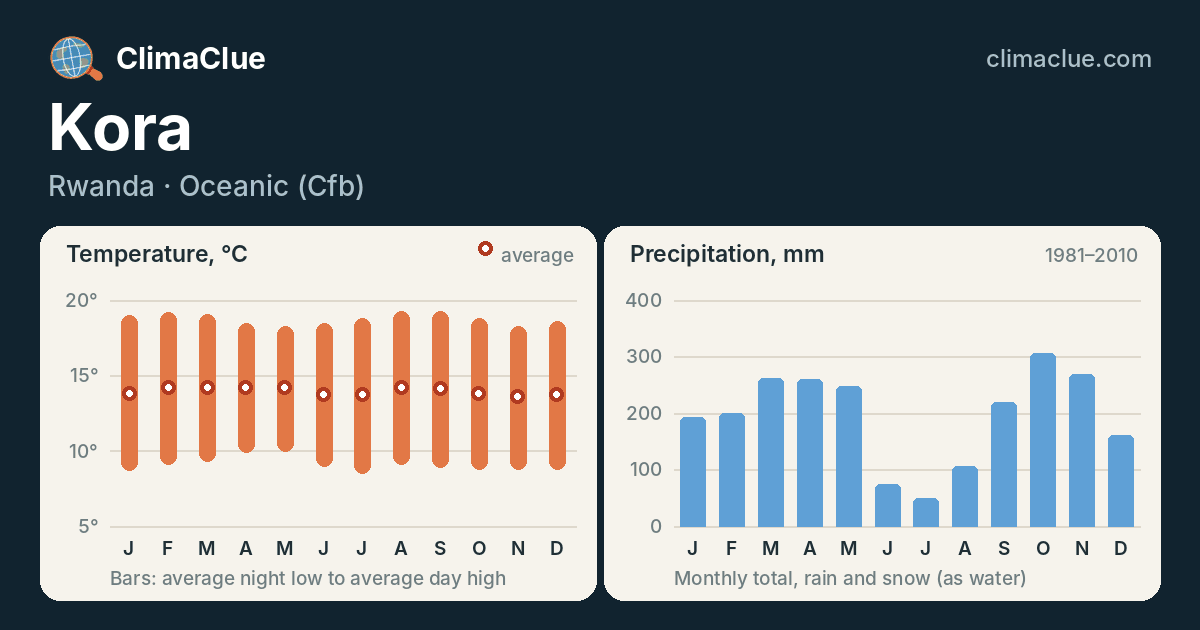 ClimaClue
climaclue.com
Kora
Rwanda · Oceanic (Cfb)
Temperature, °C
average
20°
15°
10°
5°
J F M A M J J A S O N D
Bars: average night low to average day high
Precipitation, mm
1981–2010
400
300
200
100
0
J F M A M J J A S O N D
Monthly total, rain and snow (as water)